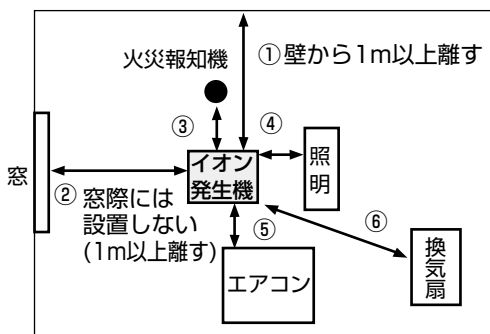 ①壁から1m以上離す
火災報知機
③
④
窓
イオン
発生機
照明
②窓際には
設置しない
(1m以上離す)
⑤
⑥
エアコン
換気扇